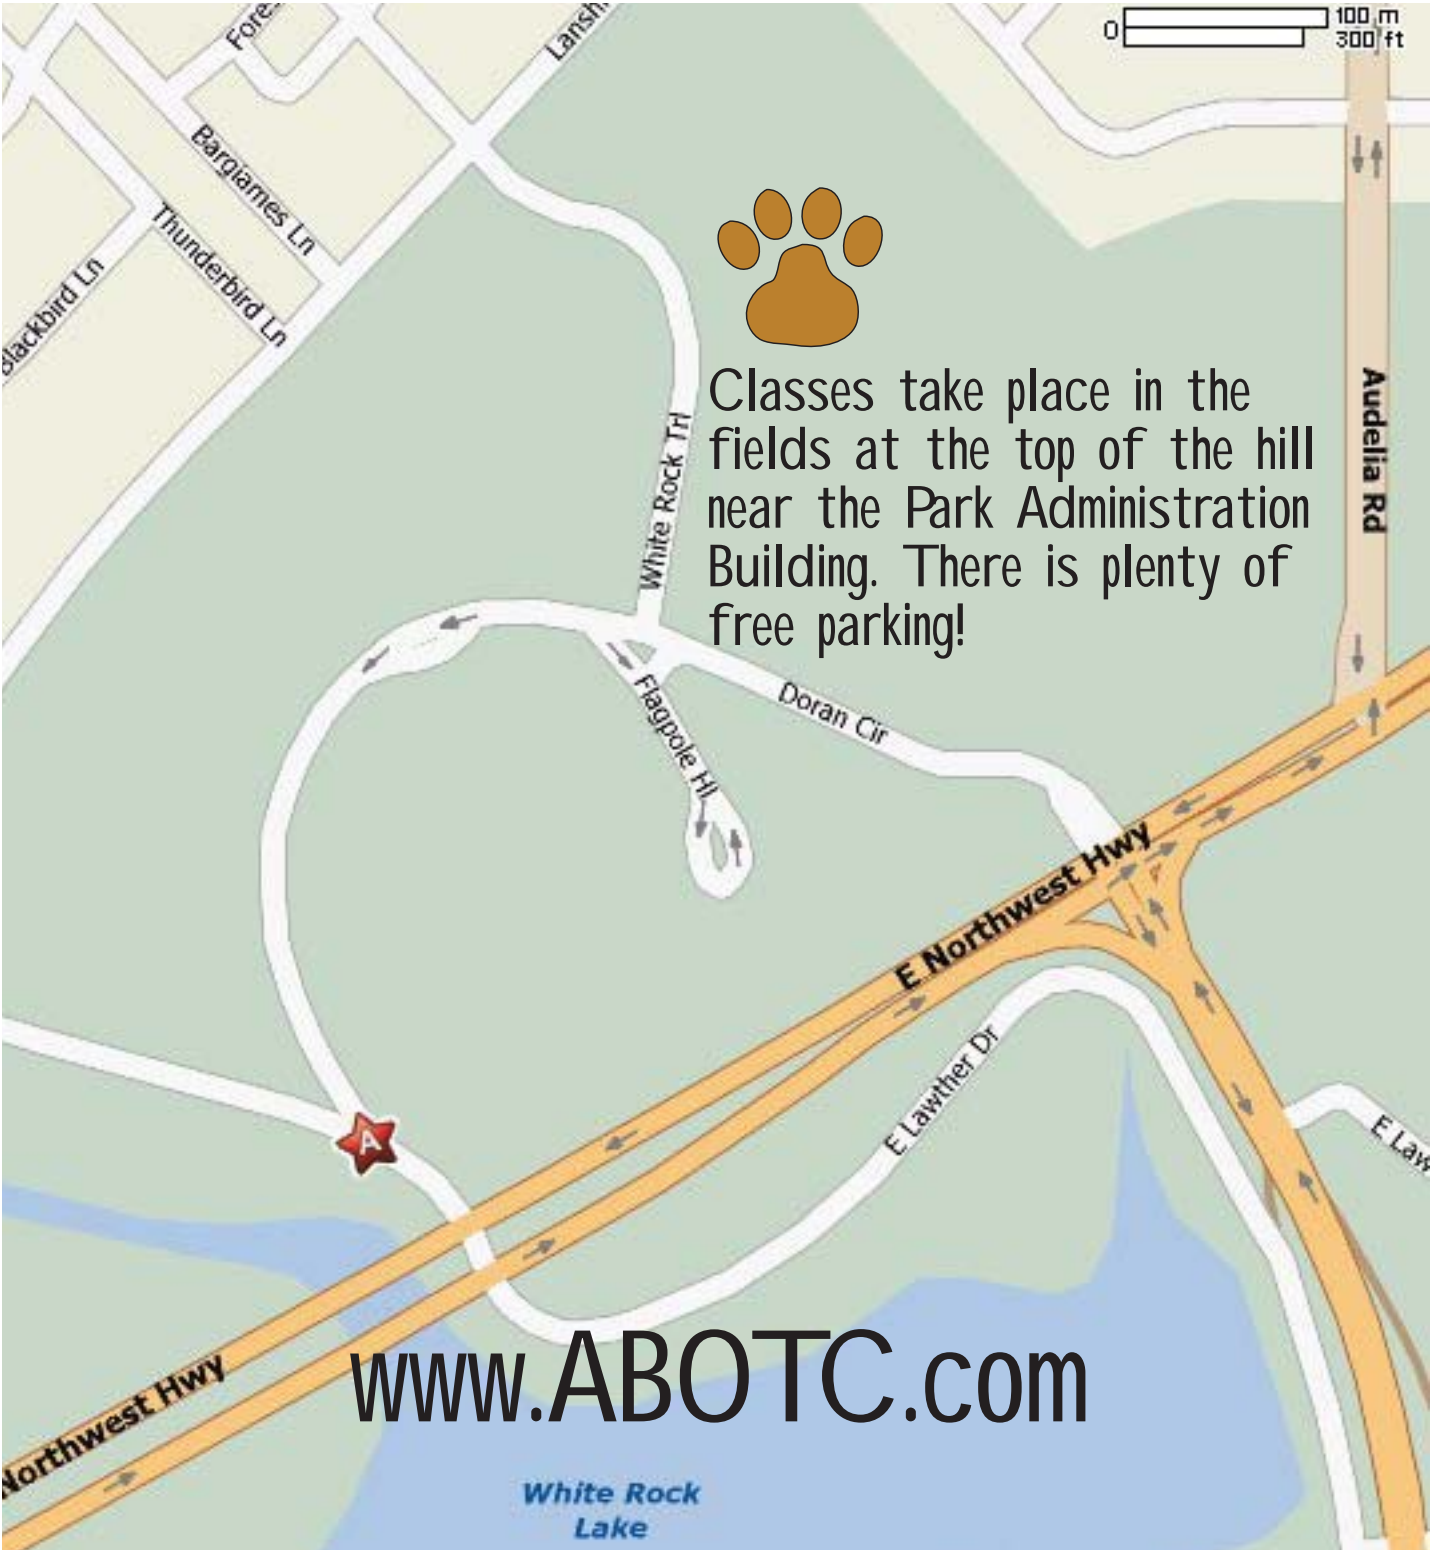 0
100 m
300 ft
Bargiames Ln
Thunderbird Ln
Audelia Rd
White Rock Trl
Classes take place in the
fields at the top of the hill
near the Park Administration
Building. There is plenty of
free parking!
Flagpole Hl
Doran Cir
E Northwest Hwy
E Lawther Dr
A
Northwest Hwy
www.ABOTC.com
White Rock
Lake